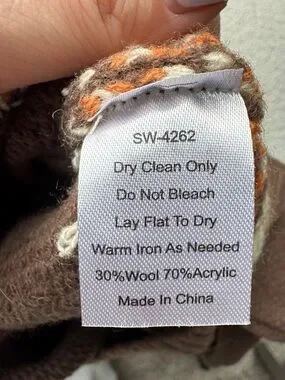 SW-4262
Dry Clean Only
Do Not Bleach
Lay Flat To Dry
Warm Iron As Needed
30%Wool 70%Acrylic
Made In China